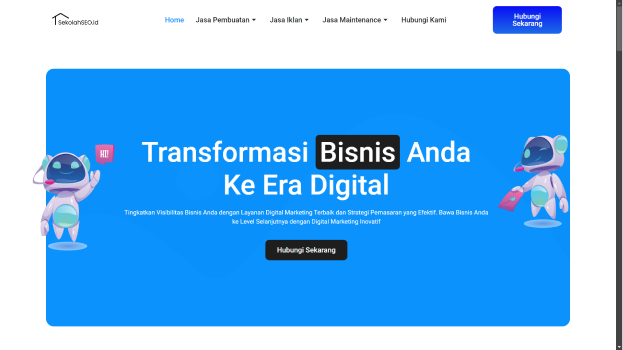 SekolahSEO.id
Home
Jasa Pembuatan
Jasa Iklan
Jasa Maintenance
Hubungi Kami
Hubungi
Sekarang
HI!
Transformasi Bisnis Anda
Ke Era Digital
Tingkatkan Visibilitas Bisnis Anda dengan Layanan Digital Marketing Terbaik dan Strategi Pemasaran yang Efektif. Bawa Bisnis Anda
ke Level Selanjutnya dengan Digital Marketing Inovatif
Hubungi Sekarang